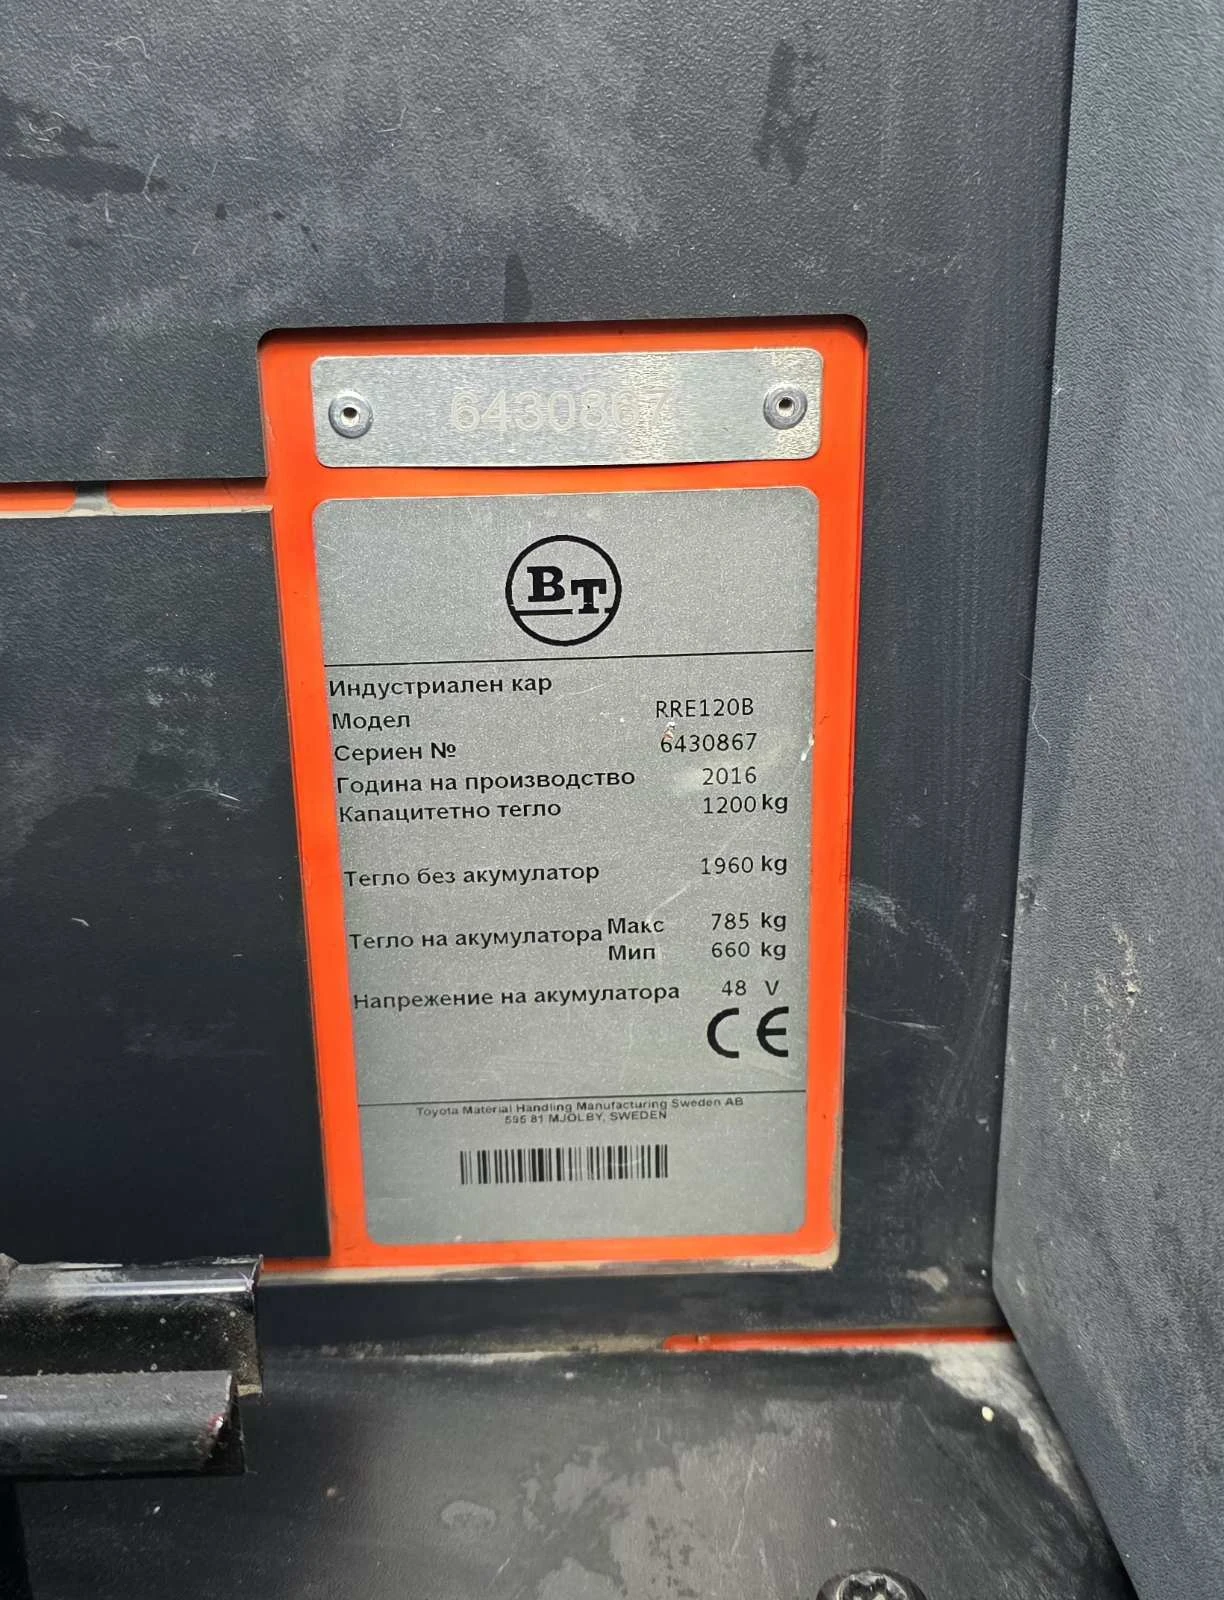 6430867
BT
Индустриален кар
Модел RRE120B
Сериен № 6430867
Година на производство 2016
Капацитетно тегло 1200 kg
Тегло без акумулатор 1960 kg
Тегло на акумулатора Макс 785 kg
Мип 660 kg
Напрежение на акумулатора 48 V
CE
Toyota Material Handling Manufacturing Sweden AB
595 81 MJÖLBY, SWEDEN